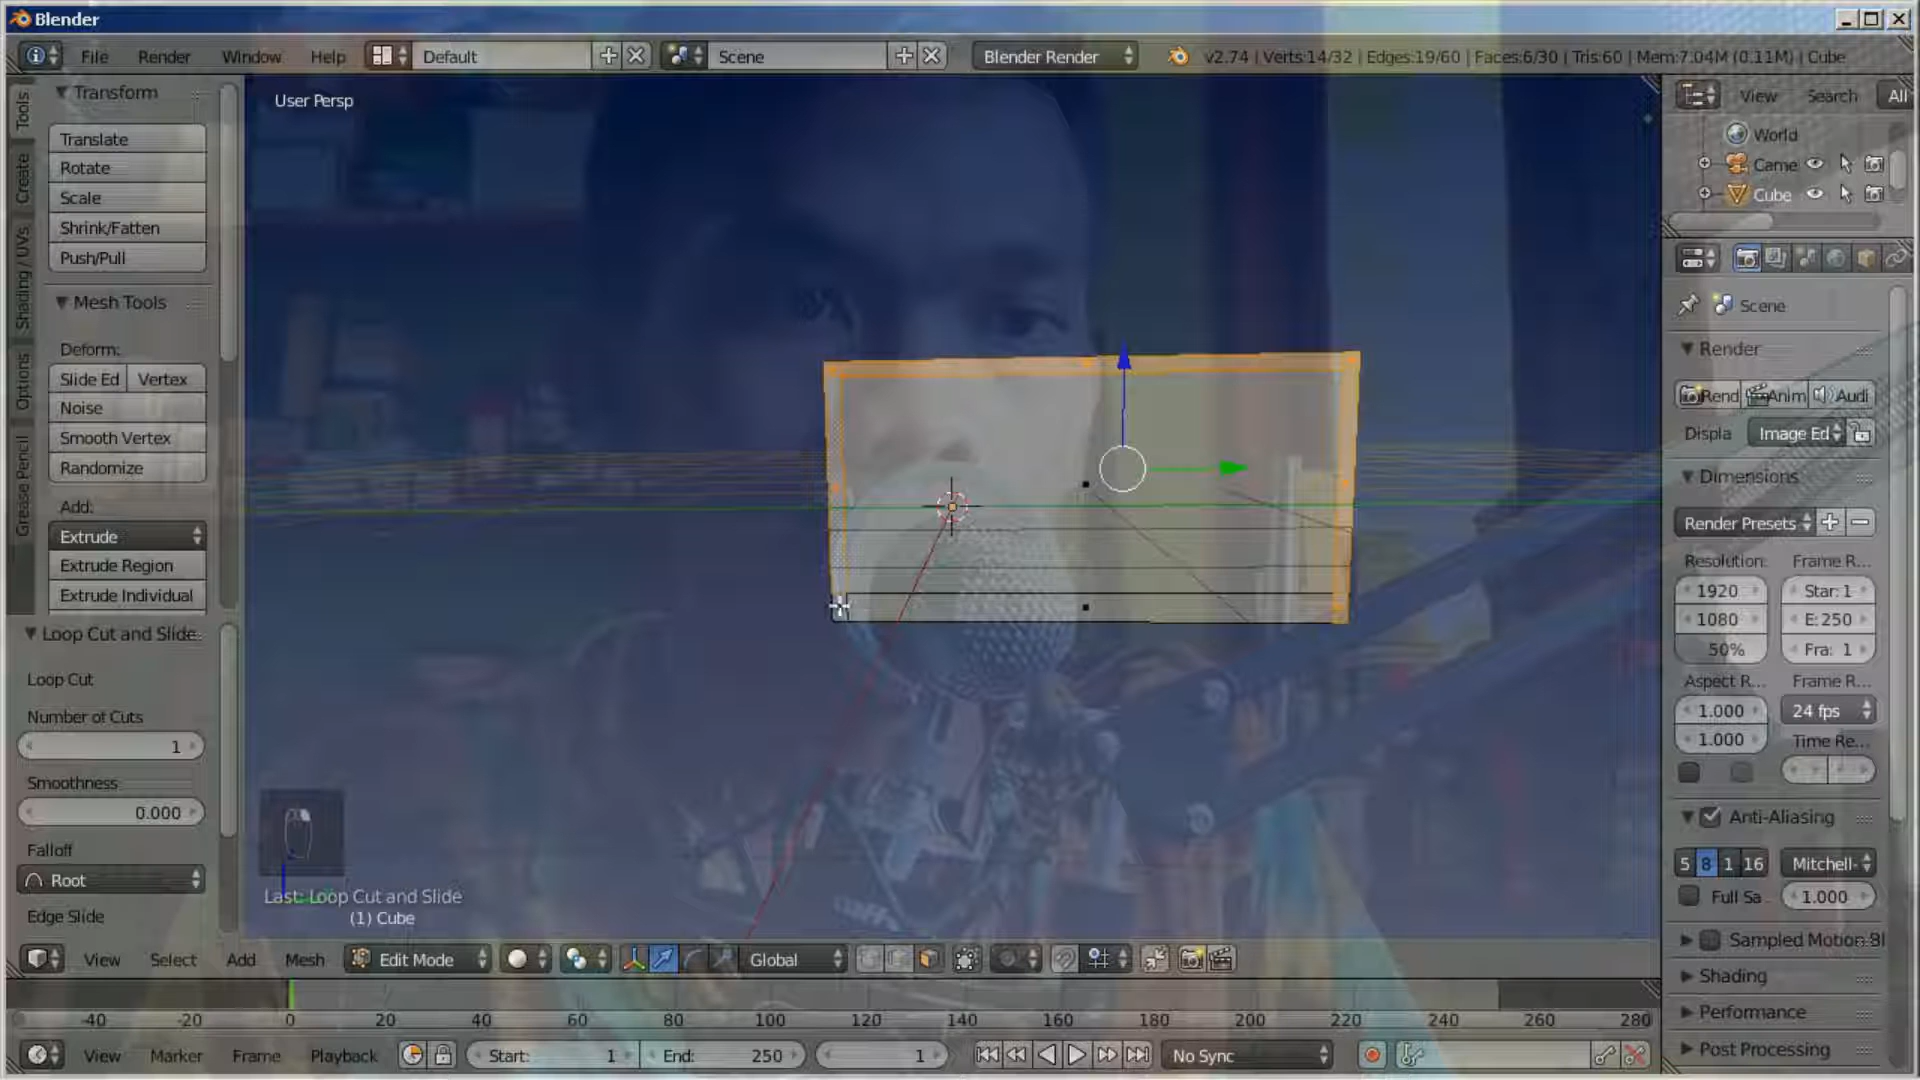 Blender
File Render Window Help Default Scene Blender Render v2.74 | Verts:14/32 | Edges:19/60 | Faces:6/30 | Tris:60 | Mem:7.04M (0.11M) | Cube
Tools
Create
Shading / UVs
Options
Grease Pencil
Transform
Translate
Rotate
Scale
Shrink/Fatten
Push/Pull
Mesh Tools
Deform:
Slide Ed Vertex
Noise
Smooth Vertex
Randomize
Add:
Extrude
Extrude Region
Extrude Individual
Loop Cut and Slide
Loop Cut
Number of Cuts
1
Smoothness
0.000
Falloff
Root
Edge Slide
User Persp
Last: Loop Cut and Slide
(1) Cube
View Search All
World
Came
Cube
Scene
Render
Rend Anim Audi
Displa Image Ed
Dimensions
Render Presets
Resolution: Frame R...
1920 Star: 1
1080 E: 250
50% Fra: 1
Aspect R... Frame R...
1.000 24 fps
1.000 Time Re...
Anti-Aliasing
5 8 1 16 Mitchell-
Full Sa 1.000
Sampled Motion Bl
Shading
Performance
Post Processing
View Select Add Mesh Edit Mode Global
-40 -20 0 20 40 60 80 100 120 140 160 180 200 220 240 260 280
View Marker Frame Playback Start: 1 End: 250 1 No Sync